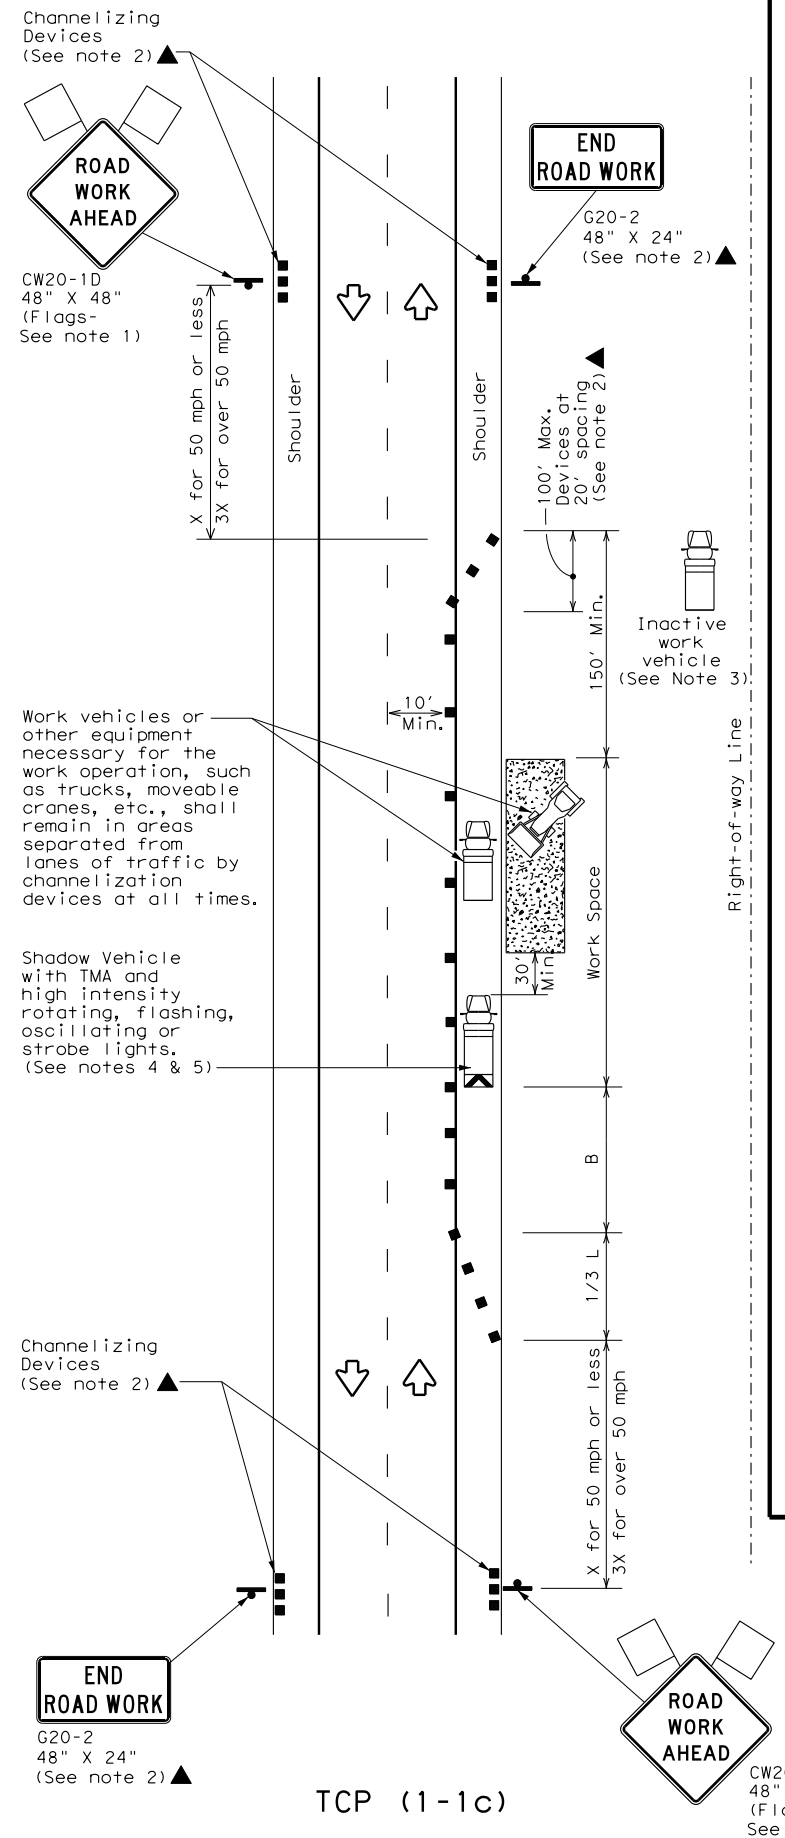 Channelizing
Devices
(See note 2)
ROAD
WORK
AHEAD
CW20-1D
48" X 48"
(Flags-
See note 1)
END
ROAD WORK
G20-2
48" X 24"
(See note 2)
X for 50 mph or less
3X for over 50 mph
Shoulder
Shoulder
100' Max.
Devices at
20' spacing
(See note 2)
150' Min.
Inactive
work
vehicle
(See Note 3)
10'
Min.
Right-of-way Line
Work vehicles or
other equipment
necessary for the
work operation, such
as trucks, moveable
cranes, etc., shall
remain in areas
separated from
lanes of traffic by
channelization
devices at all times.
Work Space
30'
Min.
Shadow Vehicle
with TMA and
high intensity
rotating, flashing,
oscillating or
strobe lights.
(See notes 4 & 5)
B
1/3 L
Channelizing
Devices
(See note 2)
X for 50 mph or less
3X for over 50 mph
END
ROAD WORK
G20-2
48" X 24"
(See note 2)
ROAD
WORK
AHEAD
48"
See
TCP (1-1c)